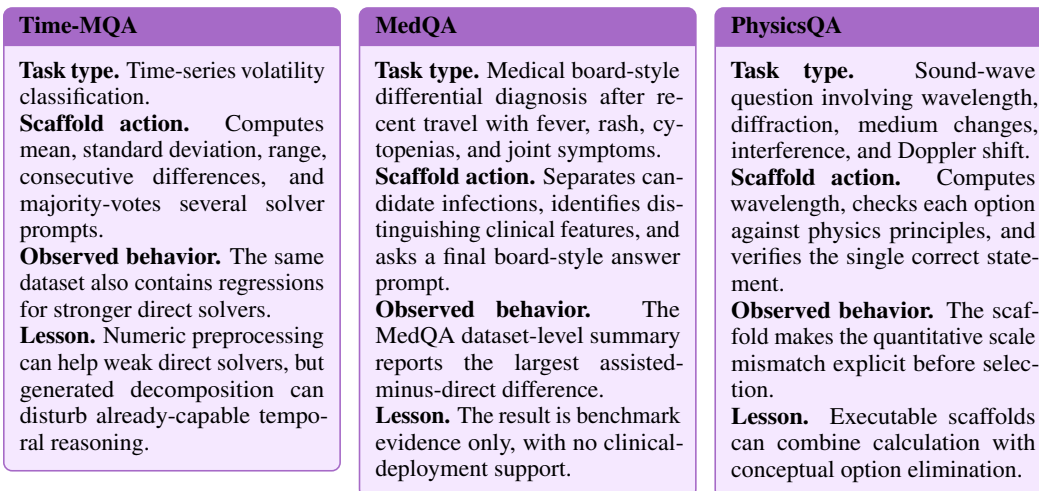 Time-MQA
Task type. Time-series volatility
classification.
Scaffold action. Computes
mean, standard deviation, range,
consecutive differences, and
majority-votes several solver
prompts.
Observed behavior. The same
dataset also contains regressions
for stronger direct solvers.
Lesson. Numeric preprocessing
can help weak direct solvers, but
generated decomposition can
disturb already-capable tempo-
ral reasoning.
MedQA
Task type. Medical board-style
differential diagnosis after re-
cent travel with fever, rash, cy-
topenias, and joint symptoms.
Scaffold action. Separates can-
didate infections, identifies dis-
tinguishing clinical features, and
asks a final board-style answer
prompt.
Observed behavior. The
MedQA dataset-level summary
reports the largest assisted-
minus-direct difference.
Lesson. The result is benchmark
evidence only, with no clinical-
deployment support.
PhysicsQA
Task type. Sound-wave
question involving wavelength,
diffraction, medium changes,
interference, and Doppler shift.
Scaffold action. Computes
wavelength, checks each option
against physics principles, and
verifies the single correct state-
ment.
Observed behavior. The scaf-
fold makes the quantitative scale
mismatch explicit before selec-
tion.
Lesson. Executable scaffolds
can combine calculation with
conceptual option elimination.